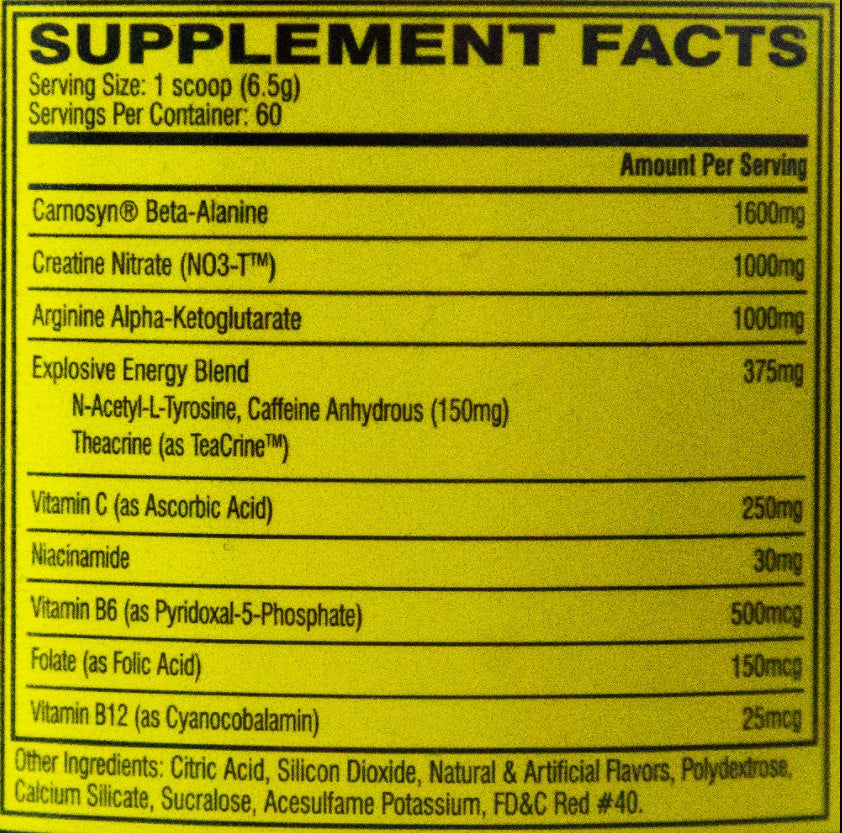 SUPPLEMENT FACTS
Serving Size: 1 scoop (6.5g)
Servings Per Container: 60
Amount Per Serving
Carnosyn® Beta-Alanine 1600mg
Creatine Nitrate (NO3-T™) 1000mg
Arginine Alpha-Ketoglutarate 1000mg
Explosive Energy Blend 375mg
N-Acetyl-L-Tyrosine, Caffeine Anhydrous (150mg)
Theacrine (as TeaCrine™)
Vitamin C (as Ascorbic Acid) 250mg
Niacinamide 30mg
Vitamin B6 (as Pyridoxal-5-Phosphate) 500mcg
Folate (as Folic Acid) 150mcg
Vitamin B12 (as Cyanocobalamin) 25mcg
Other Ingredients: Citric Acid, Silicon Dioxide, Natural & Artificial Flavors, Polydextrose,
Calcium Silicate, Sucralose, Acesulfame Potassium, FD&C Red #40.